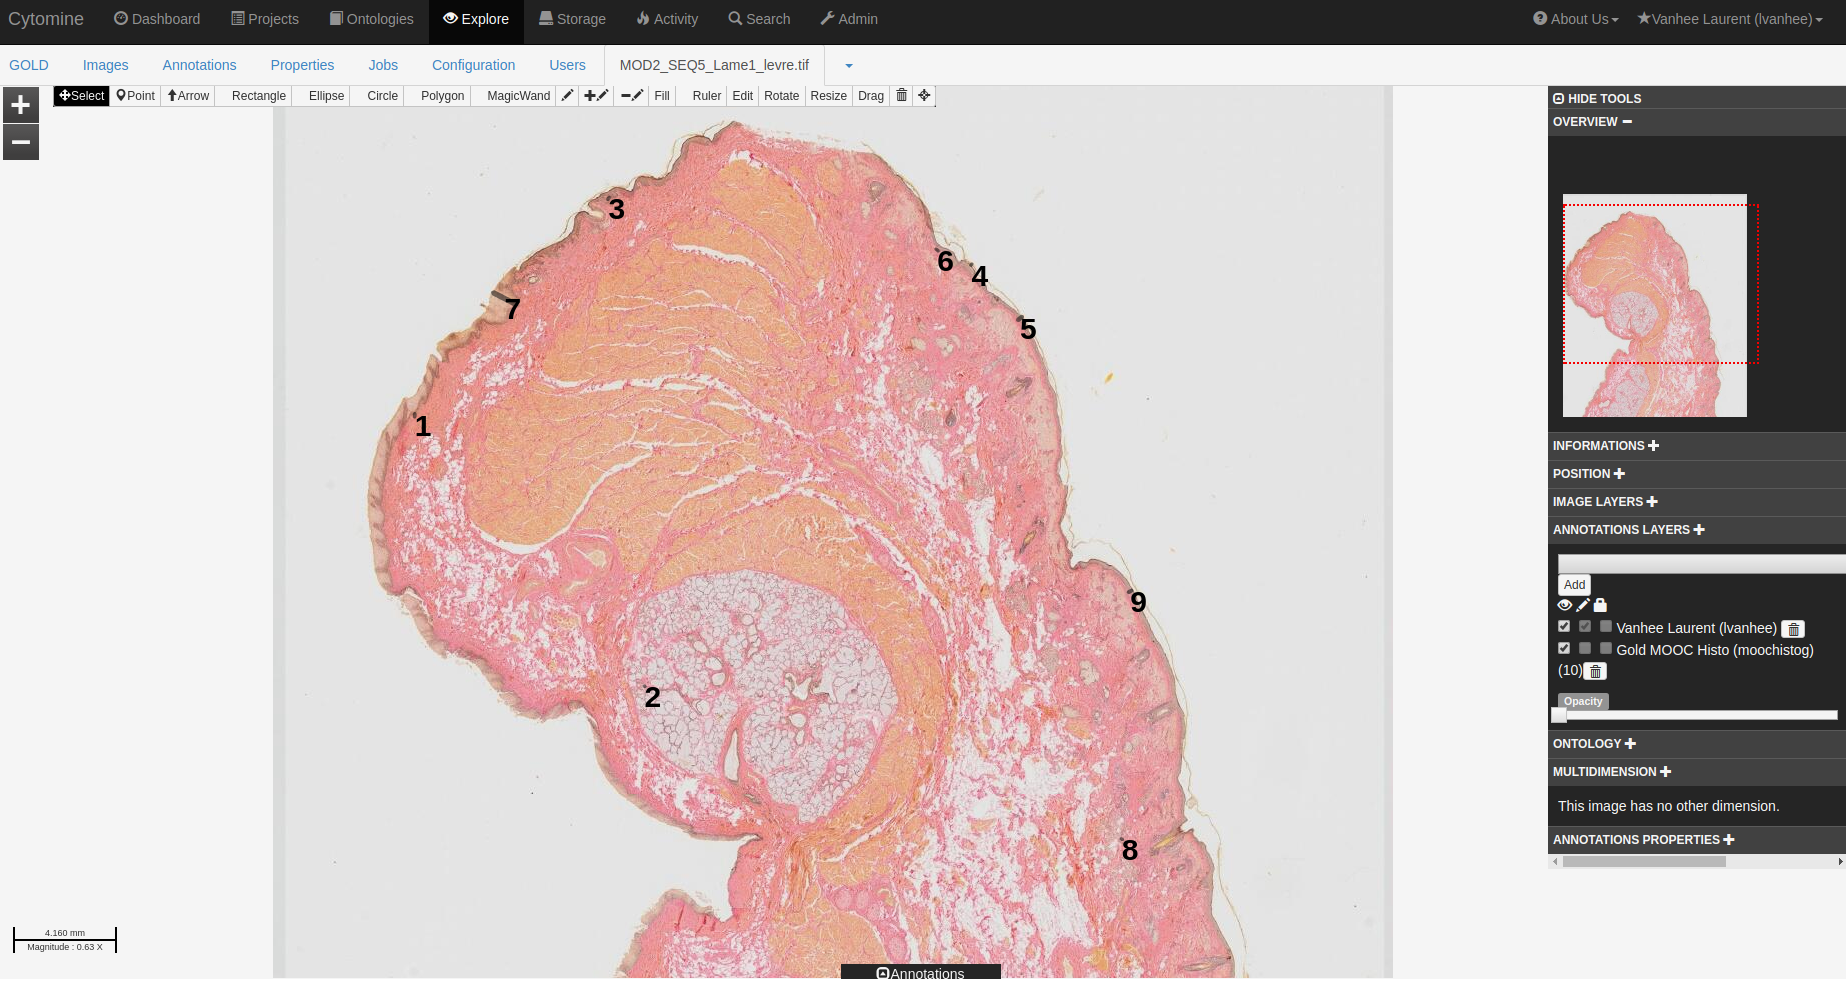 Cytomine Dashboard Projects Ontologies Explore Storage Activity Search Admin About Us Vanhee Laurent (lvanhee)
GOLD Images Annotations Properties Jobs Configuration Users MOD2_SEQ5_Lame1_levre.tif
+ Select Point Arrow Rectangle Ellipse Circle Polygon MagicWand Fill Ruler Edit Rotate Resize Drag
−
HIDE TOOLS
OVERVIEW
3
6
4
7
5
1
INFORMATIONS
POSITION
IMAGE LAYERS
ANNOTATIONS LAYERS
Add
9
Vanhee Laurent (lvanhee)
Gold MOOC Histo (moochistog)
(10)
2
Opacity
ONTOLOGY
MULTIDIMENSION
This image has no other dimension.
8
ANNOTATIONS PROPERTIES
4.160 mm
Magnitude : 0.63 X
Annotations